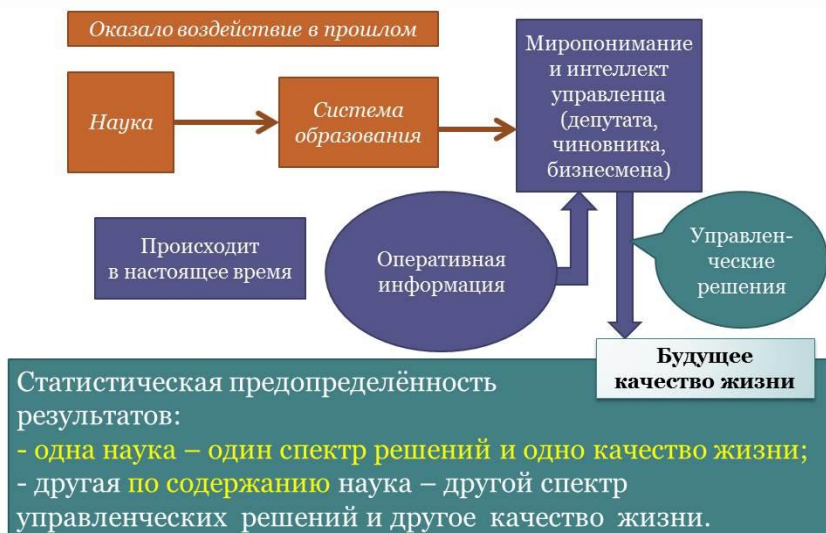 Оказало воздействие в прошлом
Наука
Система
образования
Миропонимание
и интеллект
управленца
(депутата,
чиновника,
бизнесмена)
Происходит
в настоящее время
Оперативная
информация
Управлен-
ческие
решения
Будущее
качество жизни
Статистическая предопределённость
результатов:
- одна наука – один спектр решений и одно качество жизни;
- другая по содержанию наука – другой спектр
управленческих решений и другое качество жизни.